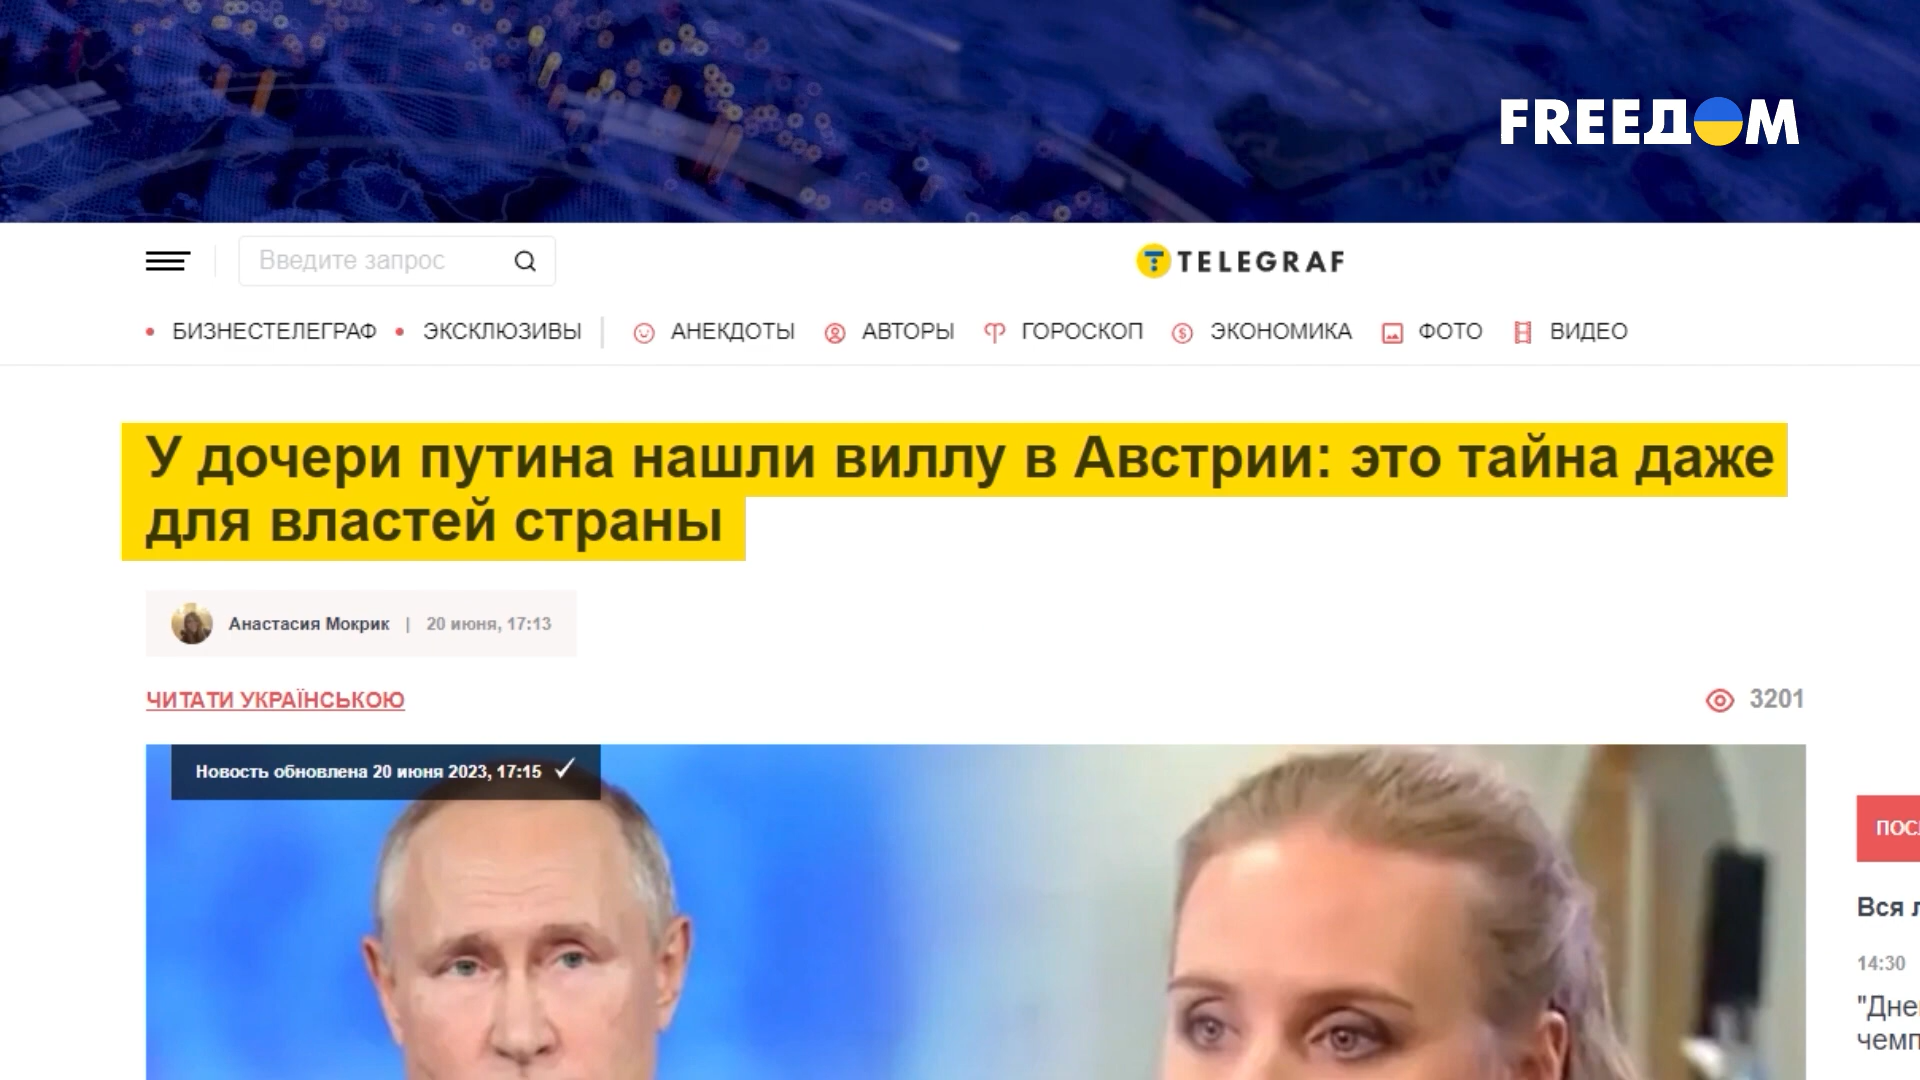 FREEДOM
Введите запрос
TELEGRAF
БИЗНЕСТЕЛЕГРАФ ЭКСКЛЮЗИВЫ АНЕКДОТЫ АВТОРЫ ГОРОСКОП ЭКОНОМИКА ФОТО ВИДЕО
У дочери путина нашли виллу в Австрии: это тайна даже
для властей страны
Анастасия Мокрик | 20 июня, 17:13
ЧИТАТИ УКРАЇНСЬКОЮ
3201
Новость обновлена 20 июня 2023, 17:15
Вся
14:30